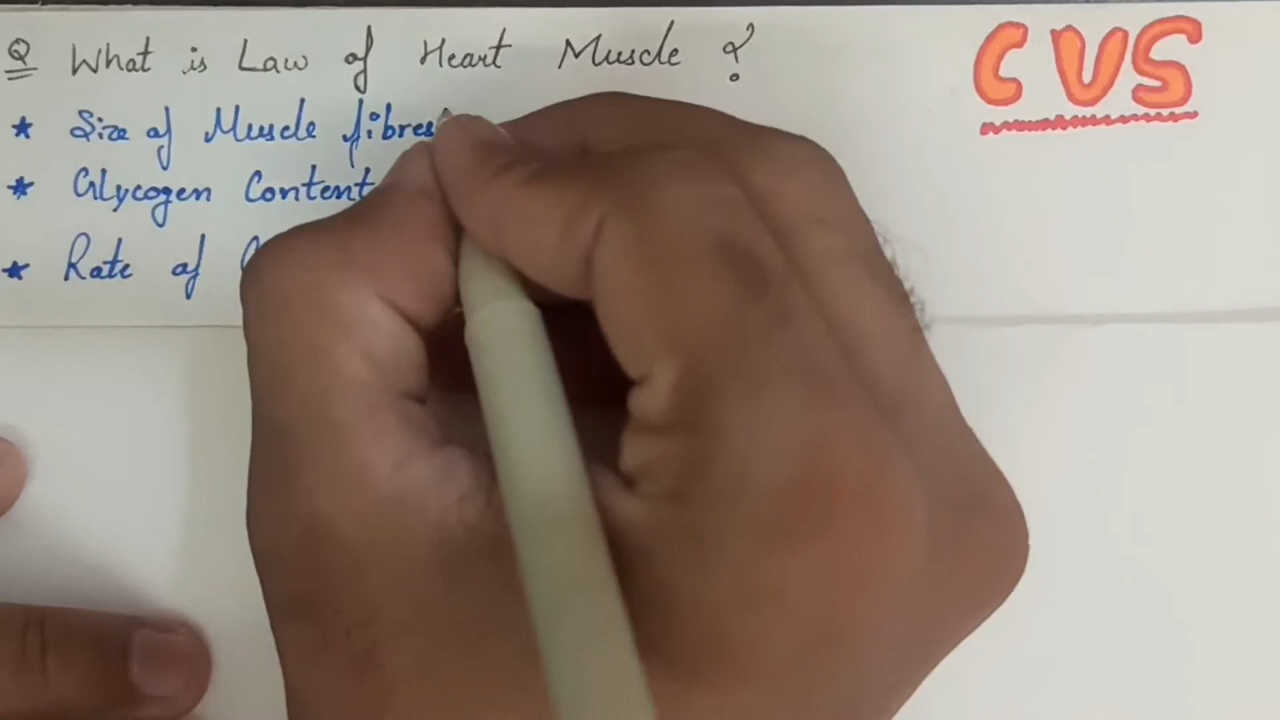 Q What is Law of Heart Muscle ?
CVS
★ Size of Muscle fibres
★ Glycogen Content
★ Rate of